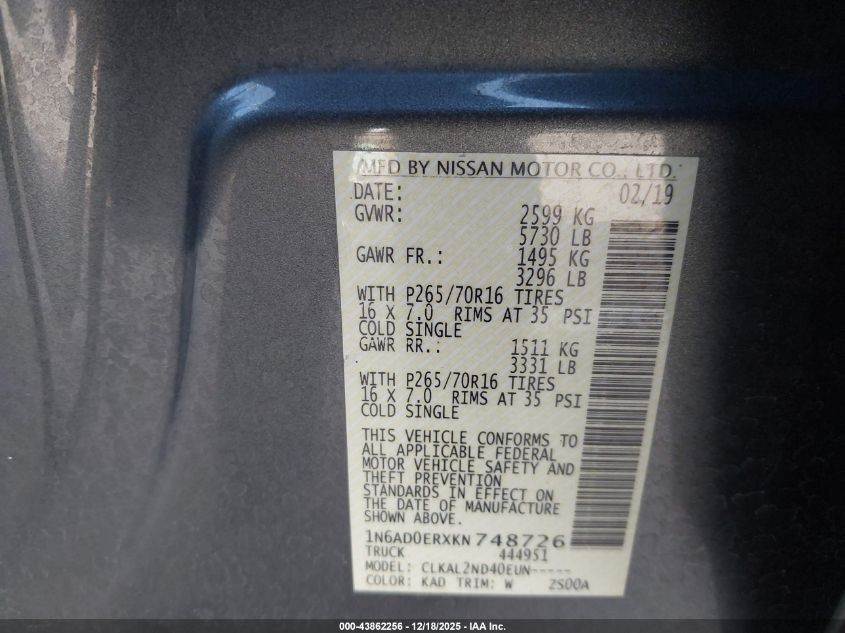 MFD BY NISSAN MOTOR CO., LTD.
DATE: 02/19
GVWR: 2599 KG
5730 LB
GAWR FR.: 1495 KG
3296 LB
WITH P265/70R16 TIRES
16 X 7.0 RIMS AT 35 PSI
COLD SINGLE
GAWR RR.: 1511 KG
3331 LB
WITH P265/70R16 TIRES
16 X 7.0 RIMS AT 35 PSI
COLD SINGLE
THIS VEHICLE CONFORMS TO
ALL APPLICABLE FEDERAL
MOTOR VEHICLE SAFETY AND
THEFT PREVENTION
STANDARDS IN EFFECT ON
THE DATE OF MANUFACTURE
SHOWN ABOVE.
1N6AD0ERXKN748726
TRUCK 444951
MODEL: CLKAL2ND40EUN-----
COLOR: KAD TRIM: W 2S00A
000-43862256 - 12/18/2025 - IAA Inc.